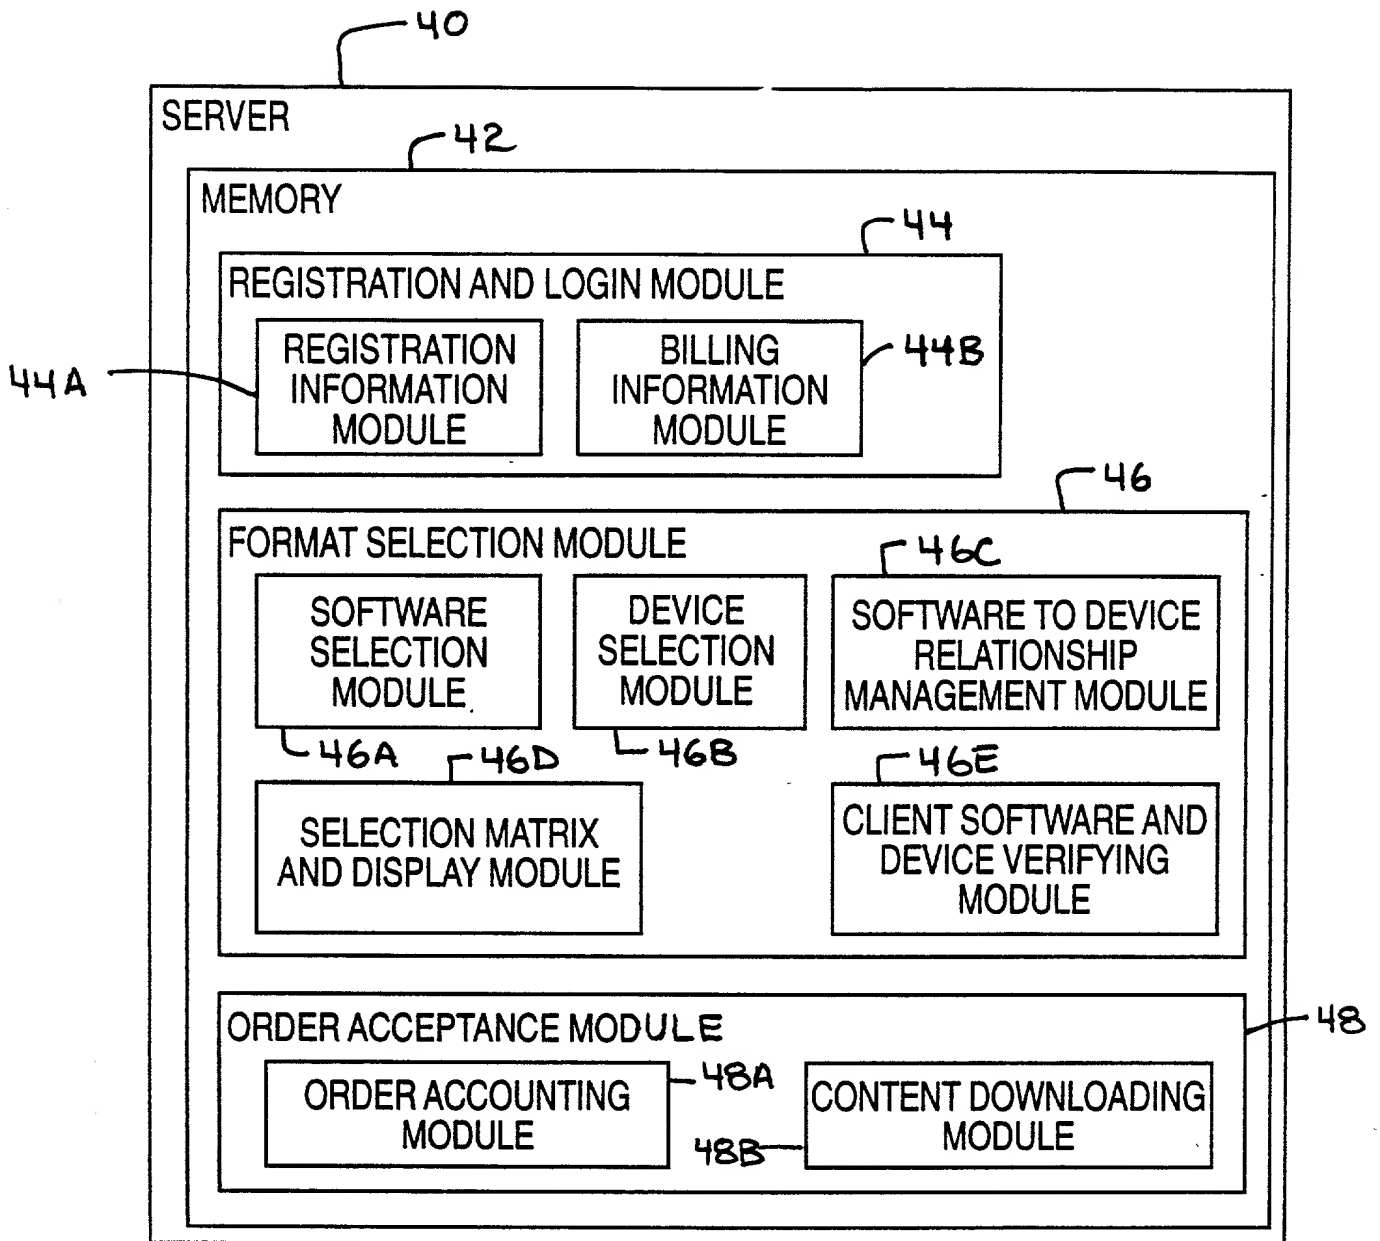 40
SERVER
42
MEMORY
44
REGISTRATION AND LOGIN MODULE
REGISTRATION
INFORMATION
MODULE
44A
BILLING
INFORMATION
MODULE
44B
46
FORMAT SELECTION MODULE
SOFTWARE
SELECTION
MODULE
46A
DEVICE
SELECTION
MODULE
46B
46C
SOFTWARE TO DEVICE
RELATIONSHIP
MANAGEMENT MODULE
46D
SELECTION MATRIX
AND DISPLAY MODULE
46E
CLIENT SOFTWARE AND
DEVICE VERIFYING
MODULE
48
ORDER ACCEPTANCE MODULE
ORDER ACCOUNTING
MODULE
48A
CONTENT DOWNLOADING
MODULE
48B